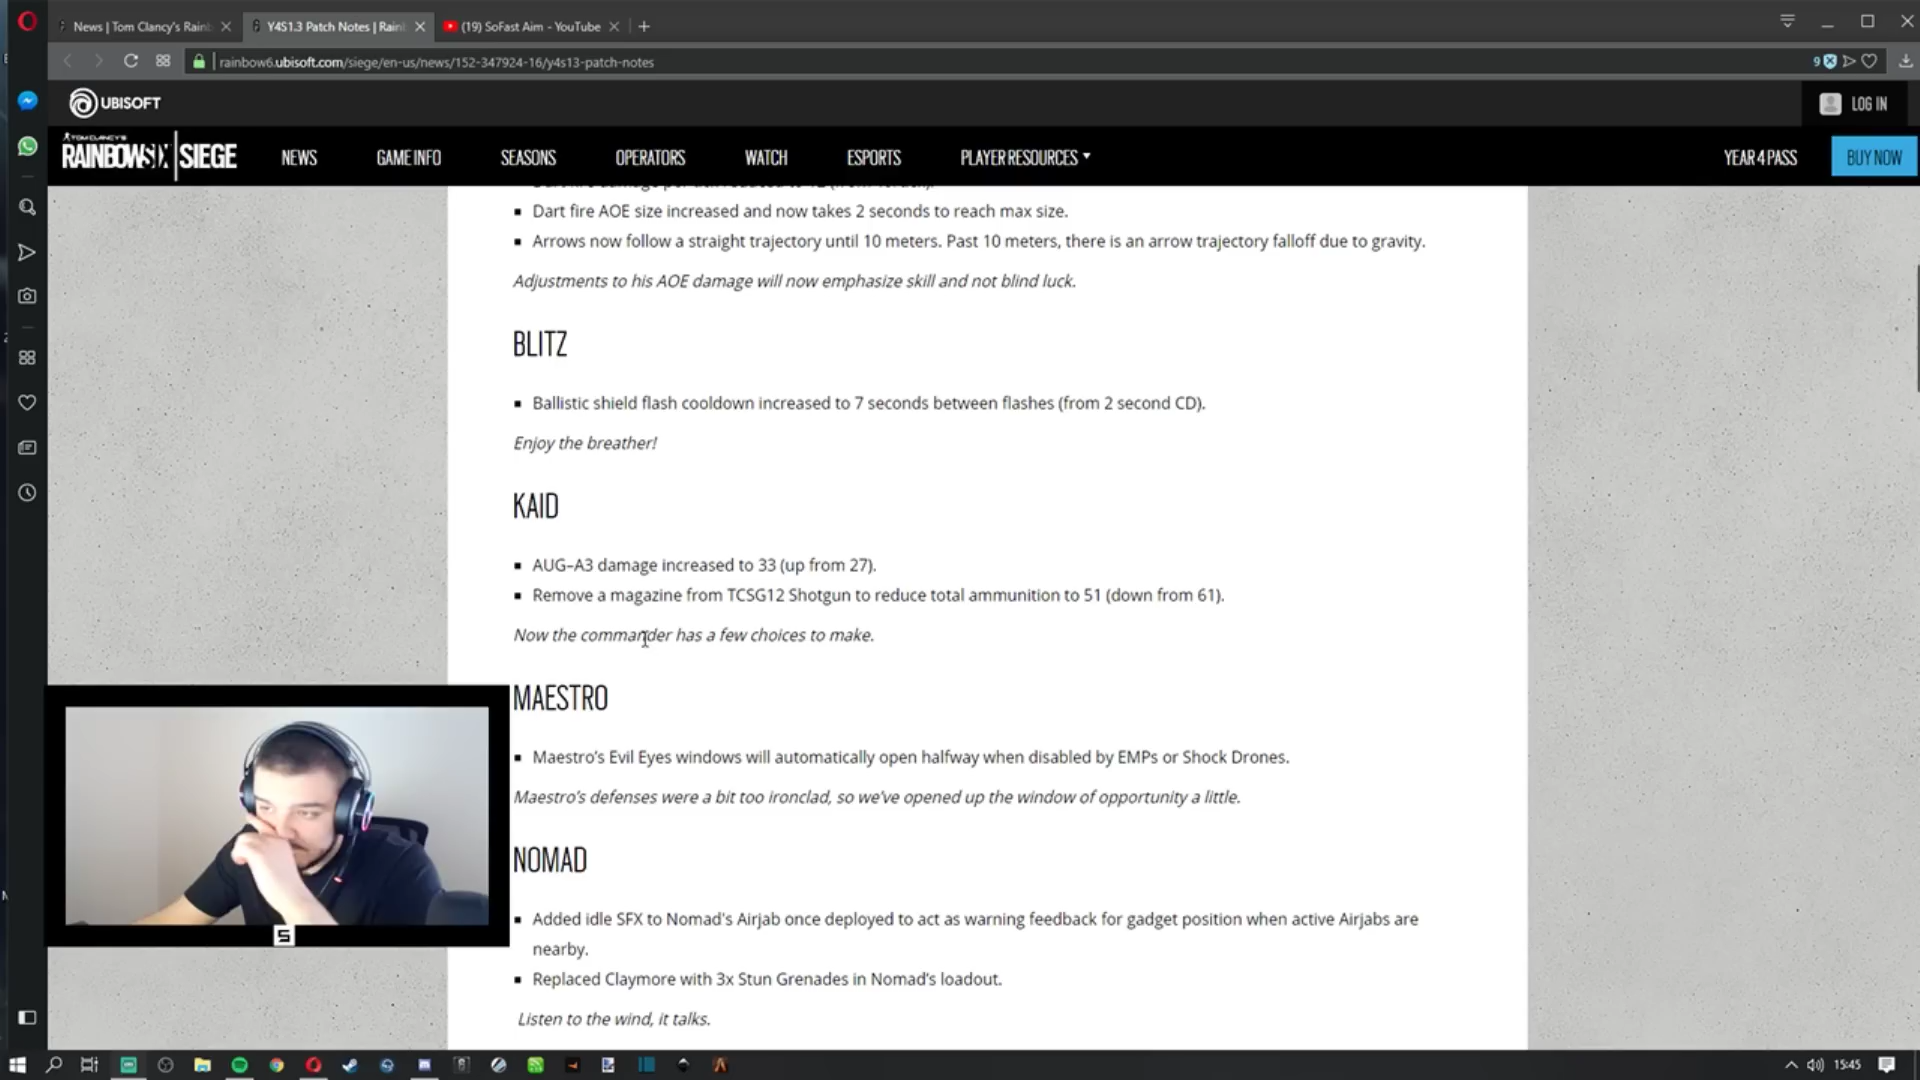 News | Tom Clancy's Rainb
Y4S1.3 Patch Notes | Rain
(19) SoFast Aim - YouTube
rainbow6.ubisoft.com/siege/en-us/news/152-347924-16/y4s13-patch-notes
9
UBISOFT
LOG IN
TOM CLANCY'S
RAINBOW SIX | SIEGE
NEWS
GAME INFO
SEASONS
OPERATORS
WATCH
ESPORTS
PLAYER RESOURCES
YEAR 4 PASS
BUY NOW
Dart fire AOE size increased and now takes 2 seconds to reach max size.
Arrows now follow a straight trajectory until 10 meters. Past 10 meters, there is an arrow trajectory falloff due to gravity.
Adjustments to his AOE damage will now emphasize skill and not blind luck.
BLITZ
Ballistic shield flash cooldown increased to 7 seconds between flashes (from 2 second CD).
Enjoy the breather!
KAID
AUG–A3 damage increased to 33 (up from 27).
Remove a magazine from TCSG12 Shotgun to reduce total ammunition to 51 (down from 61).
Now the commander has a few choices to make.
MAESTRO
Maestro's Evil Eyes windows will automatically open halfway when disabled by EMPs or Shock Drones.
Maestro's defenses were a bit too ironclad, so we've opened up the window of opportunity a little.
NOMAD
Added idle SFX to Nomad's Airjab once deployed to act as warning feedback for gadget position when active Airjabs are
nearby.
Replaced Claymore with 3x Stun Grenades in Nomad's loadout.
Listen to the wind, it talks.
S
15:45